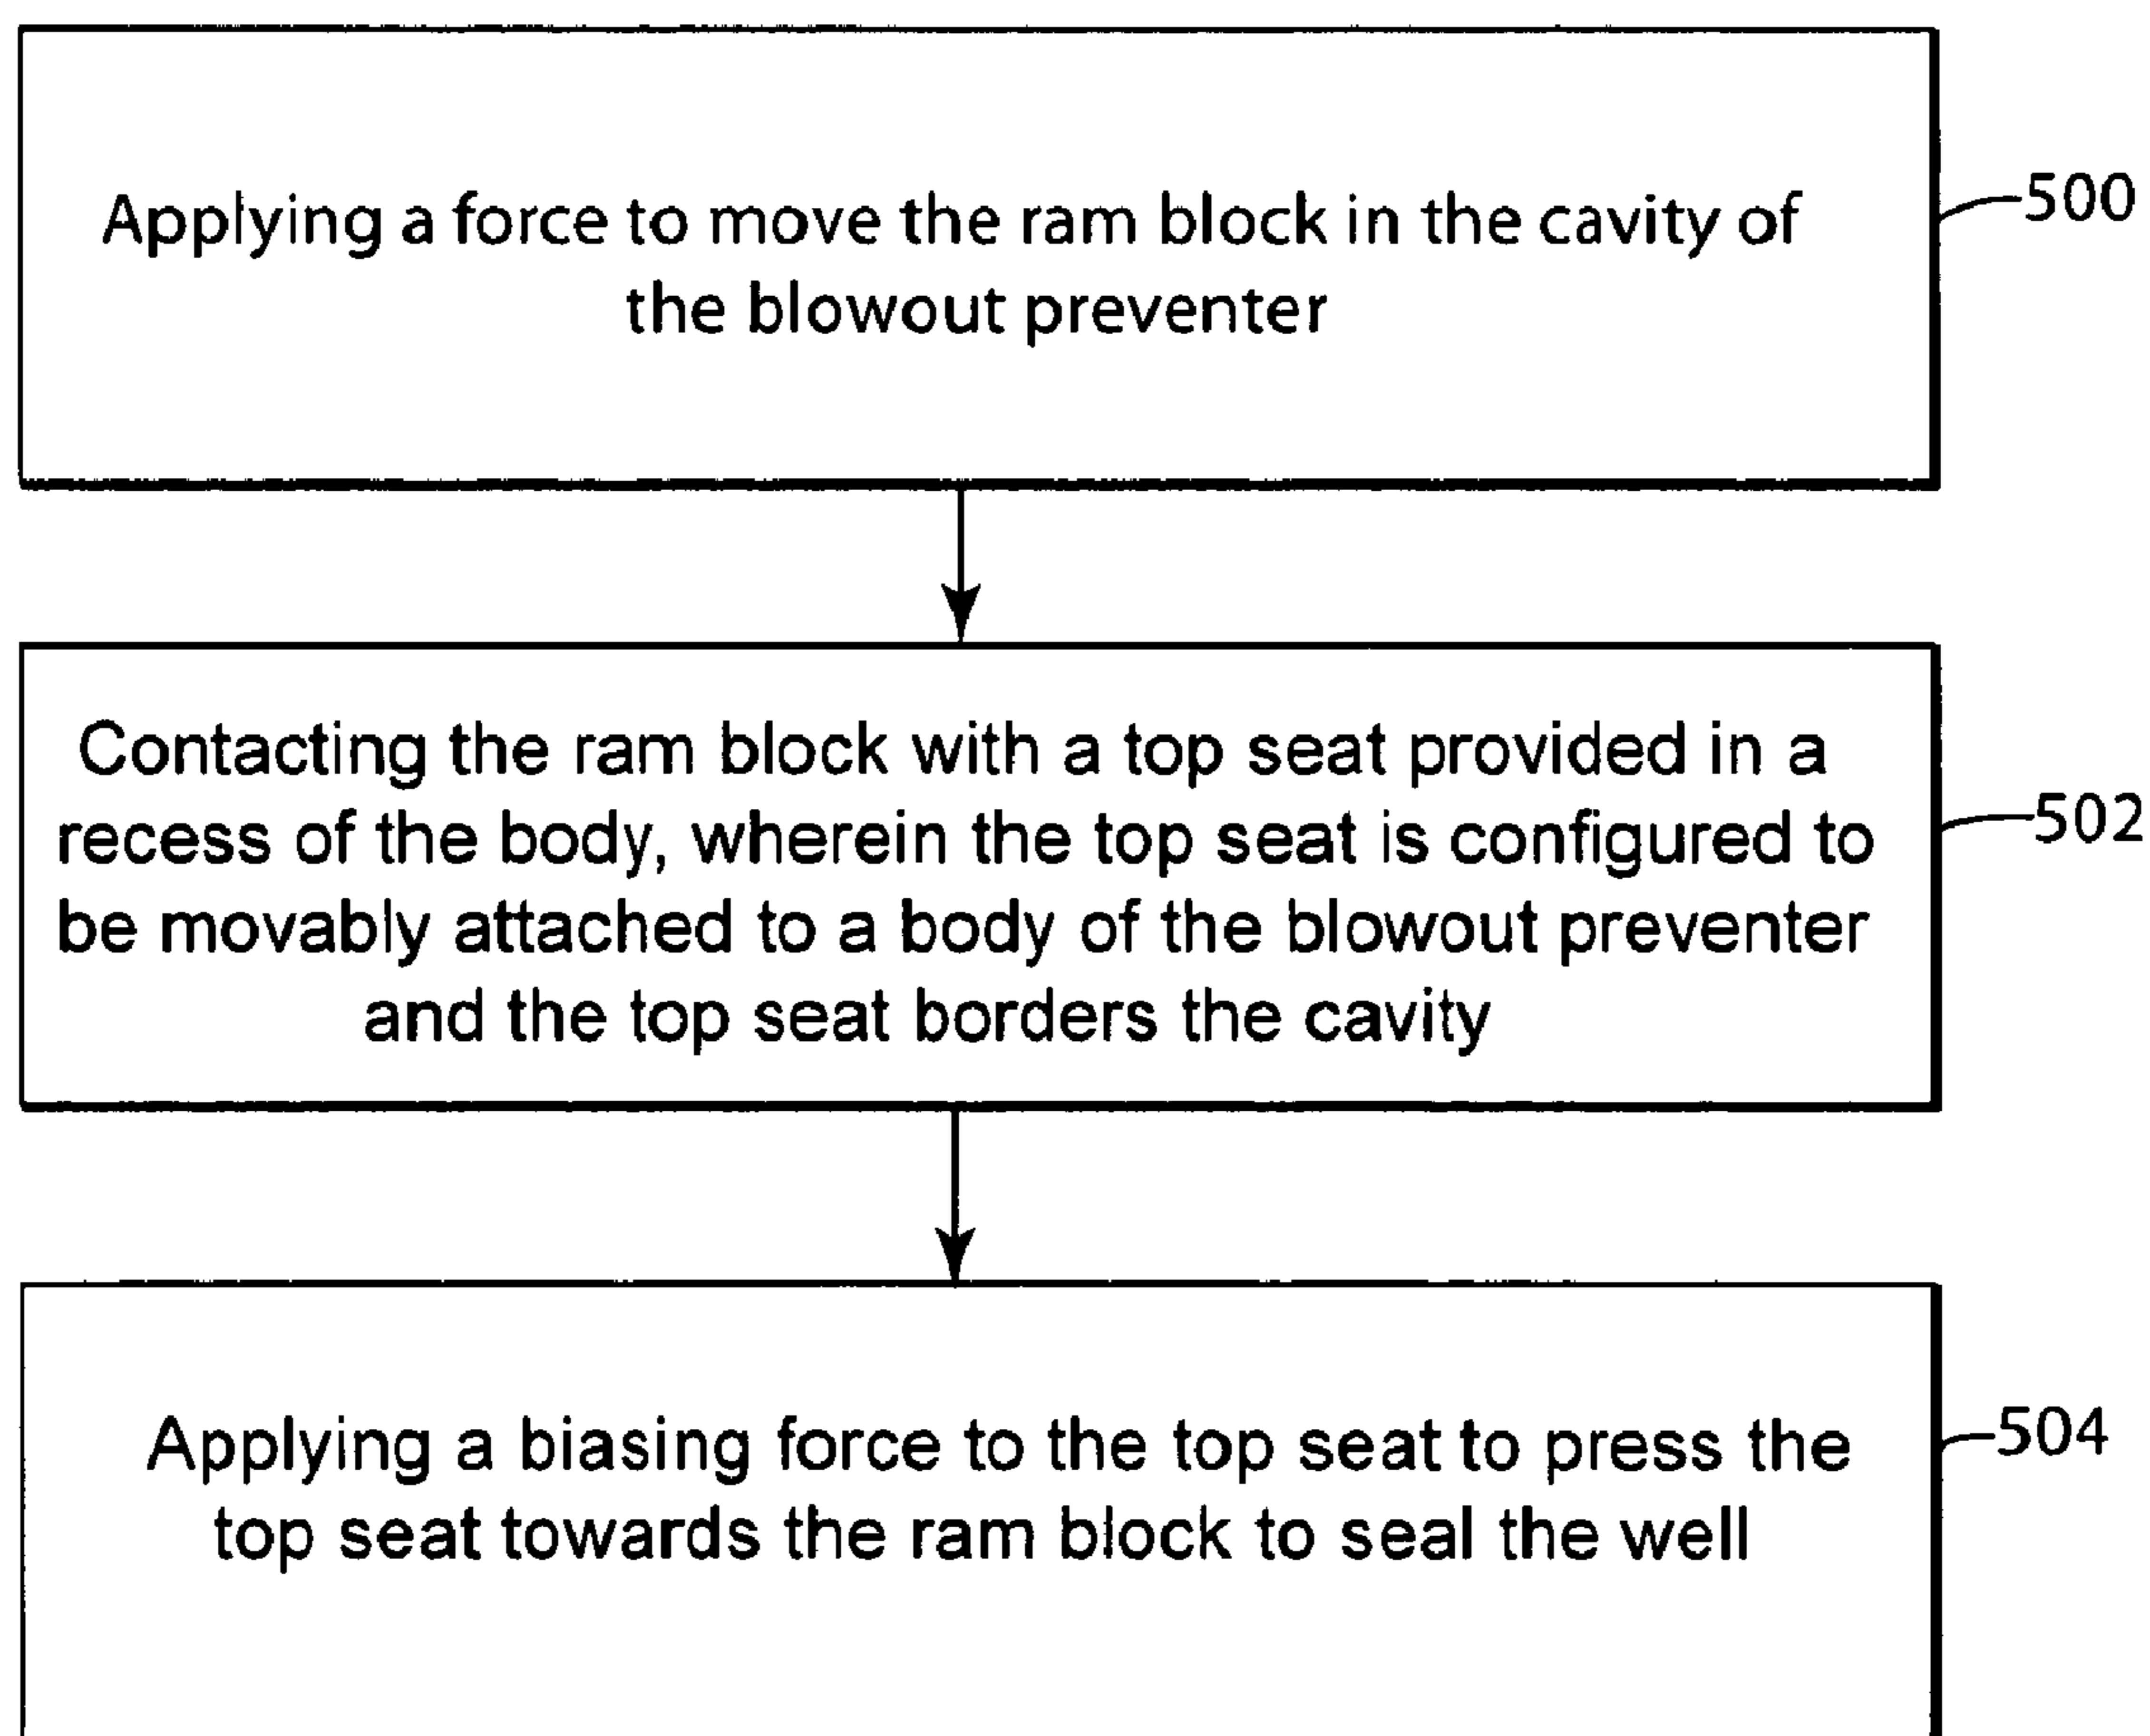 Applying a force to move the ram block in the cavity of
the blowout preventer
500
Contacting the ram block with a top seat provided in a
recess of the body, wherein the top seat is configured to
be movably attached to a body of the blowout preventer
and the top seat borders the cavity
502
Applying a biasing force to the top seat to press the
top seat towards the ram block to seal the well
504